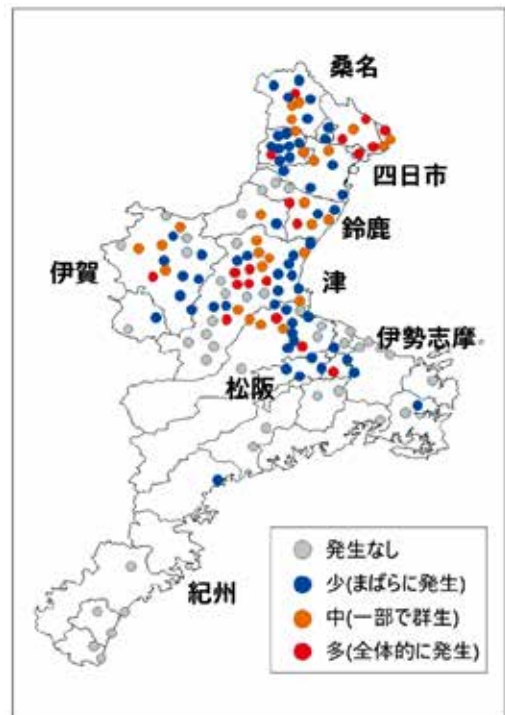 桑名
四日市
鈴鹿
伊賀
津
伊勢志摩
松阪
紀州
発生なし
少(まばらに発生)
中(一部で群生)
多(全体的に発生)